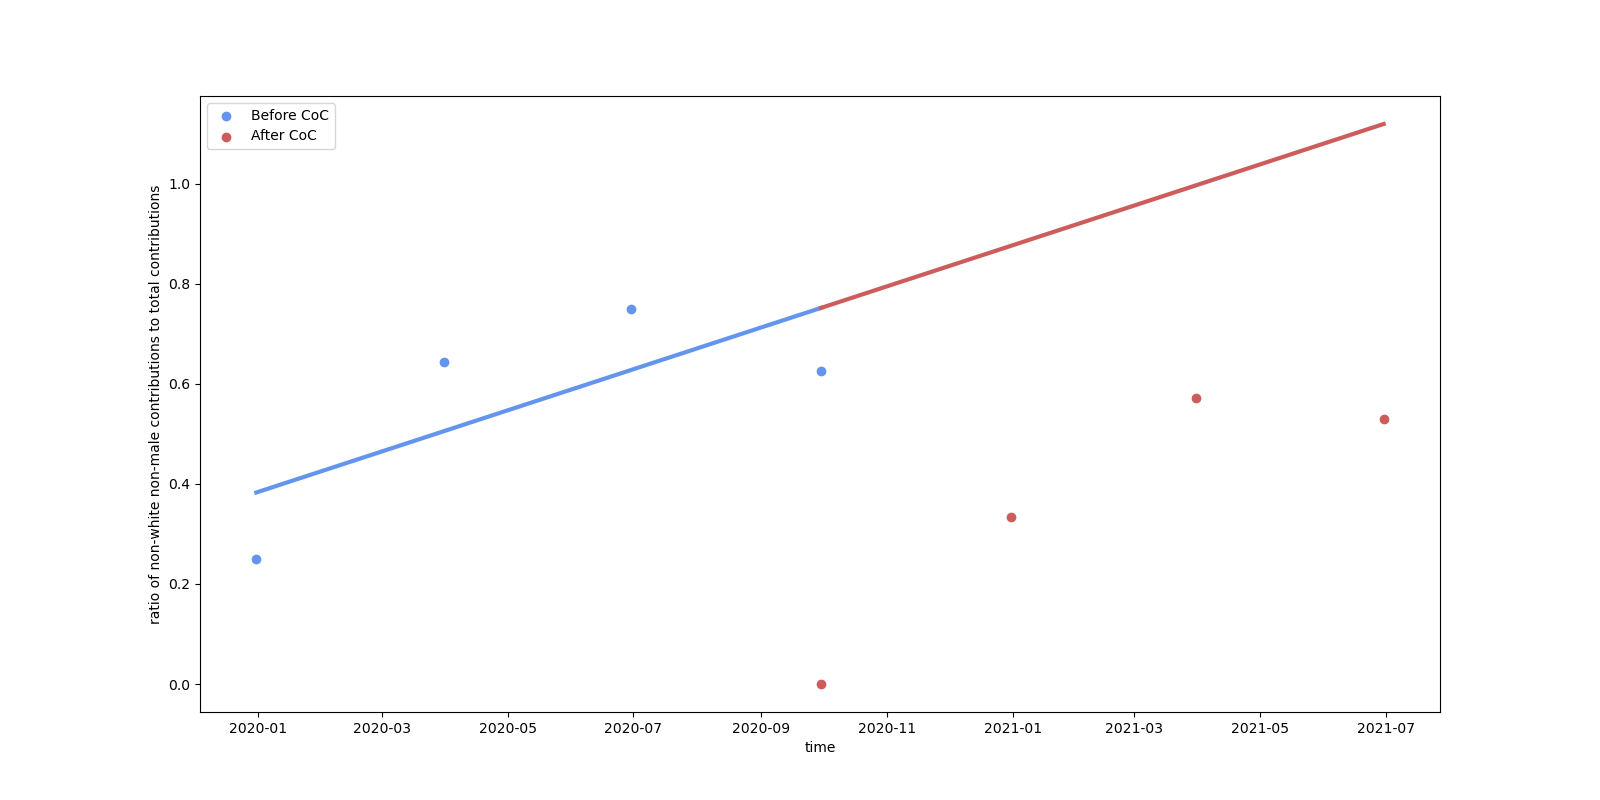 Before CoC
After CoC
ratio of non-white non-male contributions to total contributions
1.0
0.8
0.6
0.4
0.2
0.0
2020-01 2020-03 2020-05 2020-07 2020-09 2020-11 2021-01 2021-03 2021-05 2021-07
time